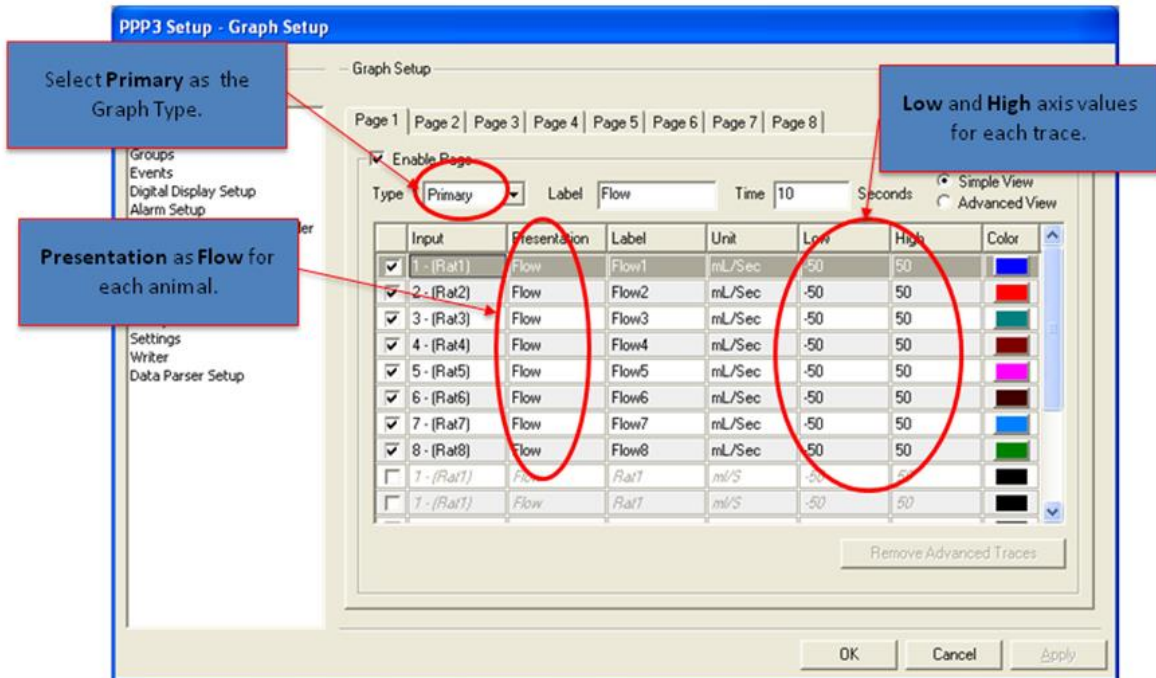 PPP3 Setup - Graph Setup
Select Primary as the
Graph Type.
Groups
Events
Digital Display Setup
Alarm Setup
Presentation as Flow for
each animal.
Settings
Writer
Data Parser Setup
Graph Setup
Low and High axis values
for each trace.
Page 1 Page 2 Page 3 Page 4 Page 5 Page 6 Page 7 Page 8
Enable Page
Type Primary Label Flow Time 10 Seconds
Simple View
Advanced View
Input Presentation Label Unit Low High Color
1 - (Rat1) Flow Flow1 mL/Sec -50 50
2 - (Rat2) Flow Flow2 mL/Sec -50 50
3 - (Rat3) Flow Flow3 mL/Sec -50 50
4 - (Rat4) Flow Flow4 mL/Sec -50 50
5 - (Rat5) Flow Flow5 mL/Sec -50 50
6 - (Rat6) Flow Flow6 mL/Sec -50 50
7 - (Rat7) Flow Flow7 mL/Sec -50 50
8 - (Rat8) Flow Flow8 mL/Sec -50 50
1 - (Rat1) Flow Rat1 ml/S -50 50
1 - (Rat1) Flow Rat1 ml/S -50 50
Remove Advanced Traces
OK Cancel Apply